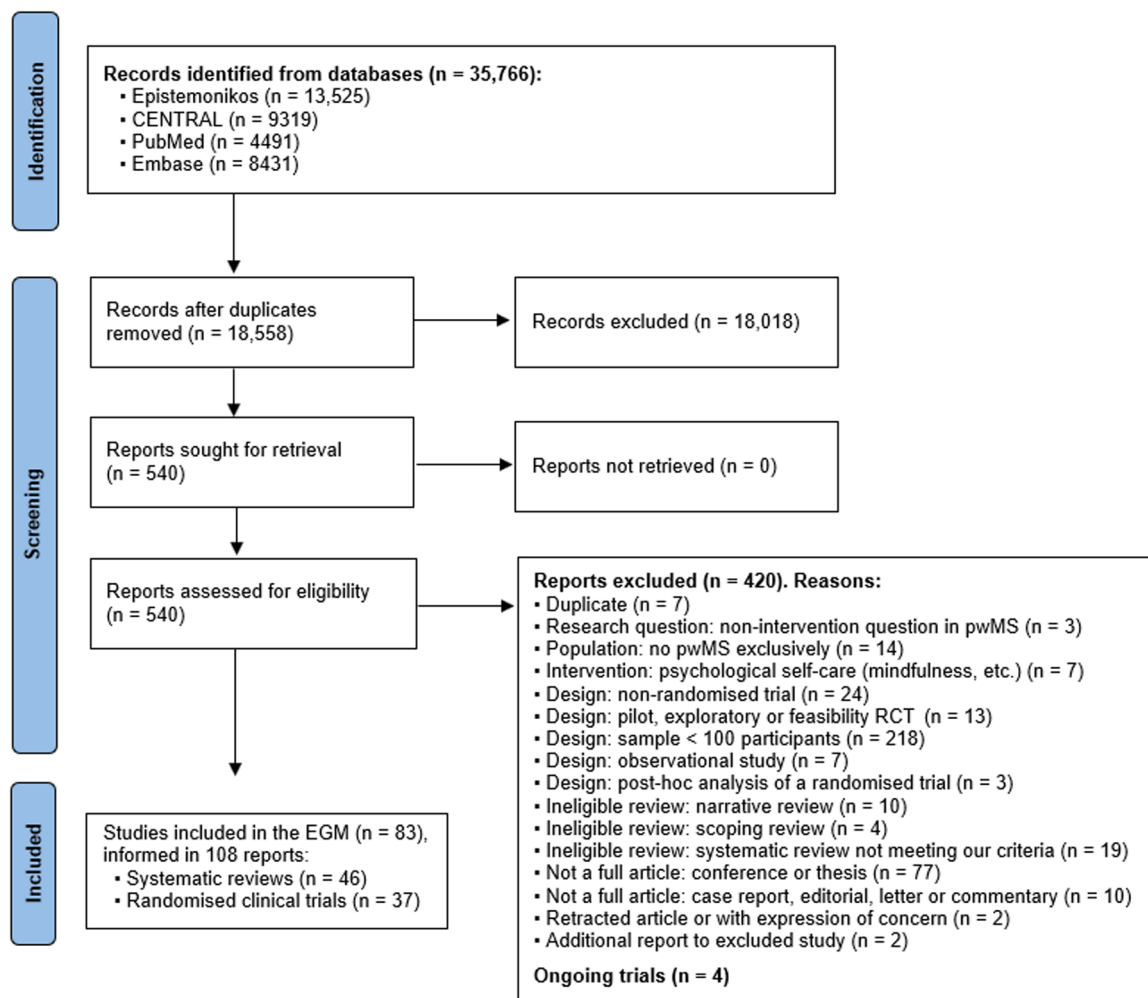 Identification
Records identified from databases (n = 35,766):
▪ Epistemonikos (n = 13,525)
▪ CENTRAL (n = 9319)
▪ PubMed (n = 4491)
▪ Embase (n = 8431)
Screening
Records after duplicates
removed (n = 18,558)
Records excluded (n = 18,018)
Reports sought for retrieval
(n = 540)
Reports not retrieved (n = 0)
Reports assessed for eligibility
(n = 540)
Reports excluded (n = 420). Reasons:
▪ Duplicate (n = 7)
▪ Research question: non-intervention question in pwMS (n = 3)
▪ Population: no pwMS exclusively (n = 14)
▪ Intervention: psychological self-care (mindfulness, etc.) (n = 7)
▪ Design: non-randomised trial (n = 24)
▪ Design: pilot, exploratory or feasibility RCT (n = 13)
▪ Design: sample < 100 participants (n = 218)
▪ Design: observational study (n = 7)
▪ Design: post-hoc analysis of a randomised trial (n = 3)
▪ Ineligible review: narrative review (n = 10)
▪ Ineligible review: scoping review (n = 4)
▪ Ineligible review: systematic review not meeting our criteria (n = 19)
▪ Not a full article: conference or thesis (n = 77)
▪ Not a full article: case report, editorial, letter or commentary (n = 10)
▪ Retracted article or with expression of concern (n = 2)
▪ Additional report to excluded study (n = 2)
Ongoing trials (n = 4)
Included
Studies included in the EGM (n = 83),
informed in 108 reports:
▪ Systematic reviews (n = 46)
▪ Randomised clinical trials (n = 37)